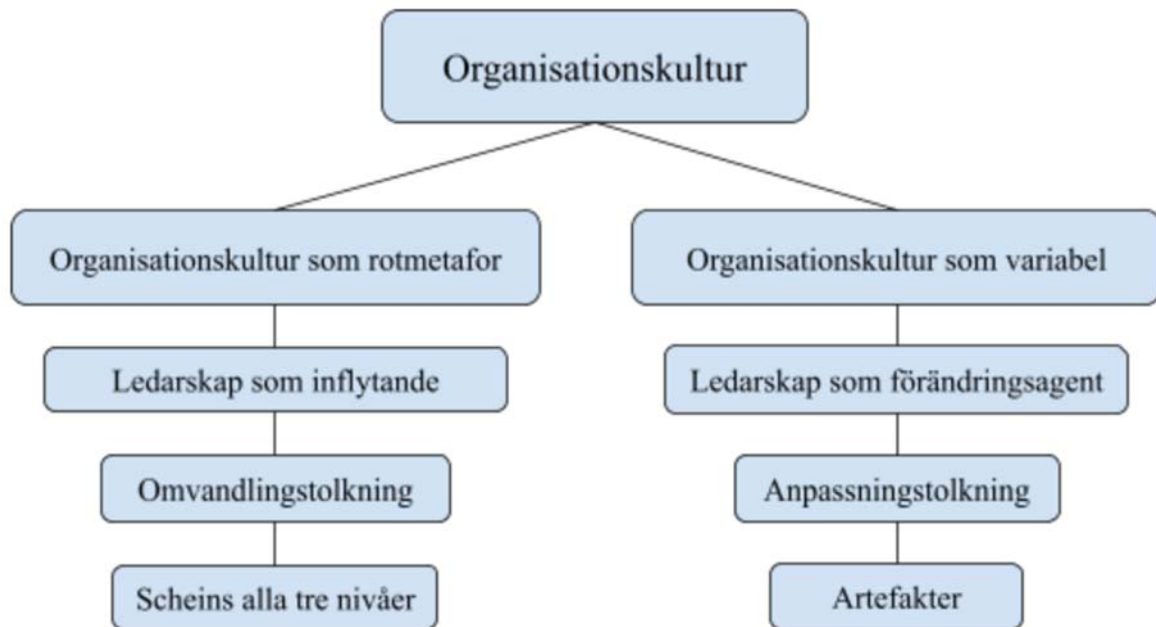 Organisationskultur
Organisationskultur som rotmetafor
Organisationskultur som variabel
Ledarskap som inflytande
Ledarskap som förändringsagent
Omvandlingstolkning
Anpassningstolkning
Scheins alla tre nivåer
Artefakter